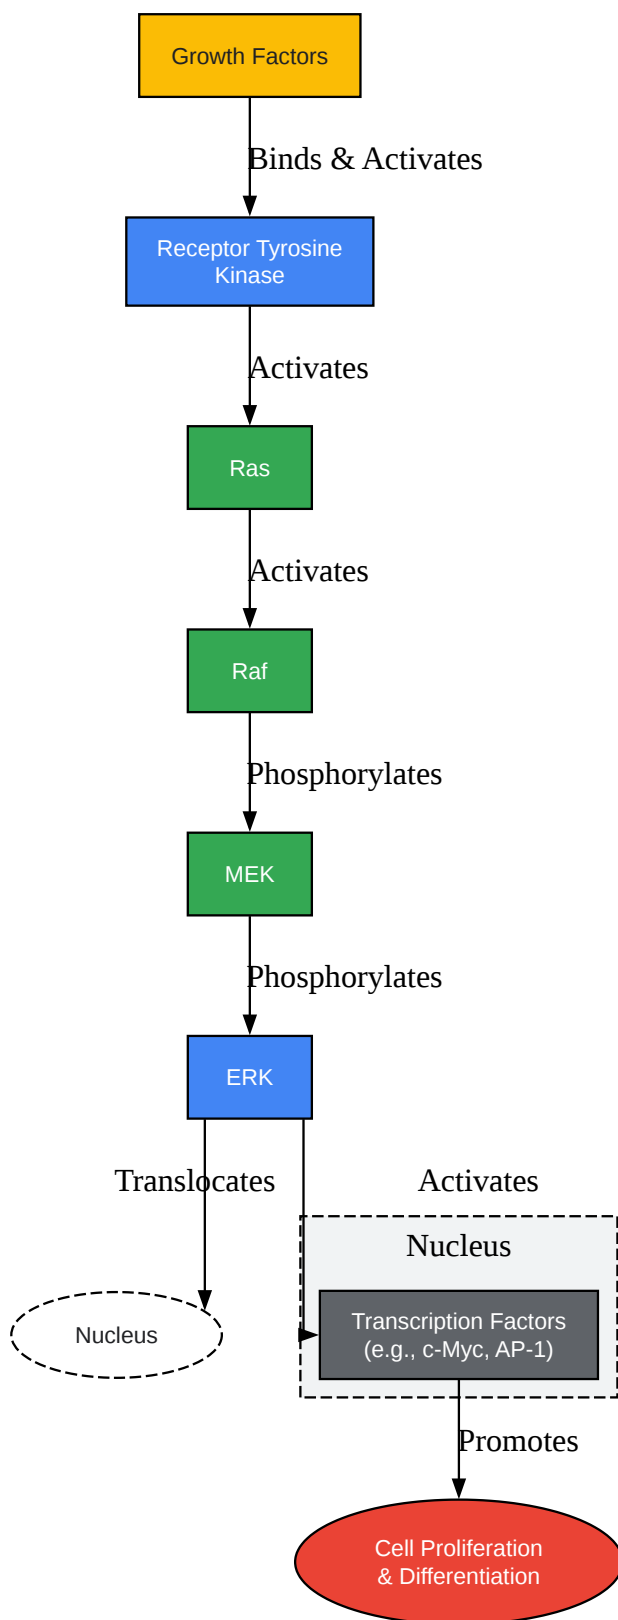 Growth Factors
Binds & Activates
Receptor Tyrosine
Kinase
Activates
Ras
Activates
Raf
Phosphorylates
MEK
Phosphorylates
ERK
Translocates
Activates
Nucleus
Nucleus
Transcription Factors
(e.g., c-Myc, AP-1)
Promotes
Cell Proliferation
& Differentiation